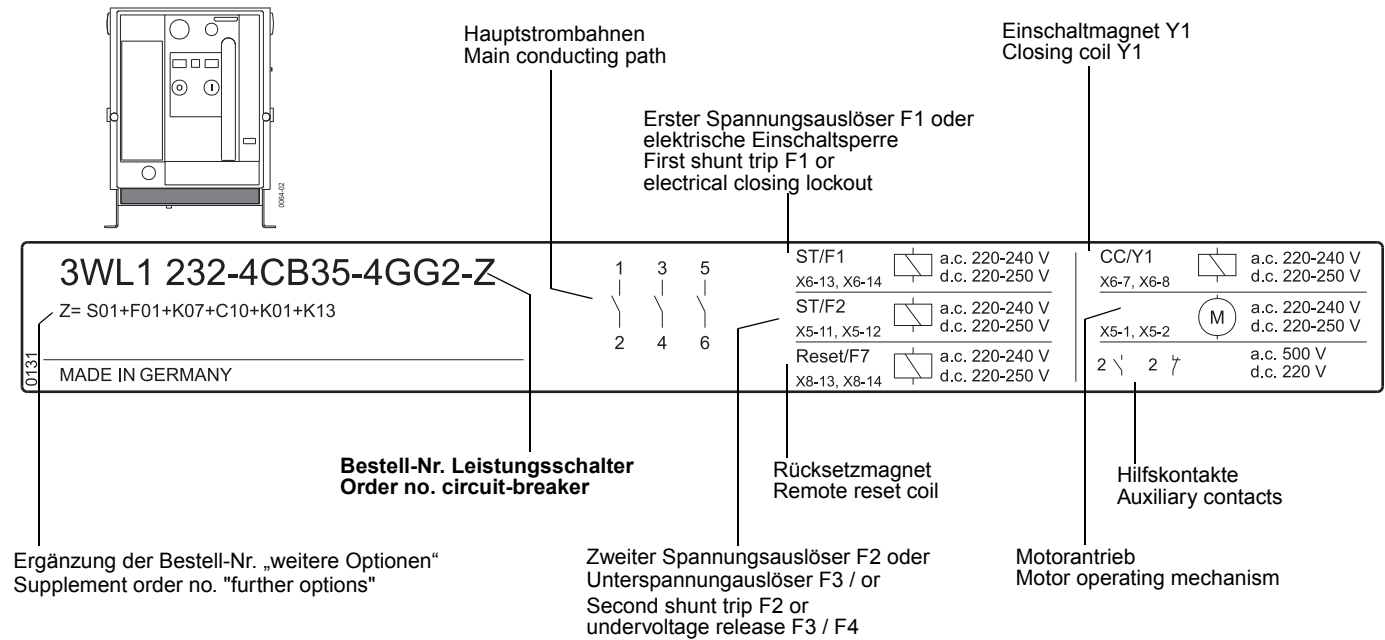 Hauptstrombahnen
Main conducting path
Einschaltmagnet Y1
Closing coil Y1
Erster Spannungsauslöser F1 oder
elektrische Einschaltsperre
First shunt trip F1 or
electrical closing lockout
0064-02
O I
3WL1 232-4CB35-4GG2-Z
Z= S01+F01+K07+C10+K01+K13
0131
MADE IN GERMANY
1 3 5
2 4 6
ST/F1 a.c. 220-240 V
X6-13, X6-14 d.c. 220-250 V
ST/F2 a.c. 220-240 V
X5-11, X5-12 d.c. 220-250 V
Reset/F7 a.c. 220-240 V
X8-13, X8-14 d.c. 220-250 V
CC/Y1 a.c. 220-240 V
X6-7, X6-8 d.c. 220-250 V
M a.c. 220-240 V
X5-1, X5-2 d.c. 220-250 V
2 2 a.c. 500 V
d.c. 220 V
Bestell-Nr. Leistungsschalter
Order no. circuit-breaker
Rücksetzmagnet
Remote reset coil
Hilfskontakte
Auxiliary contacts
Ergänzung der Bestell-Nr. „weitere Optionen“
Supplement order no. "further options"
Zweiter Spannungsauslöser F2 oder
Unterspannungauslöser F3 / or
Second shunt trip F2 or
undervoltage release F3 / F4
Motorantrieb
Motor operating mechanism